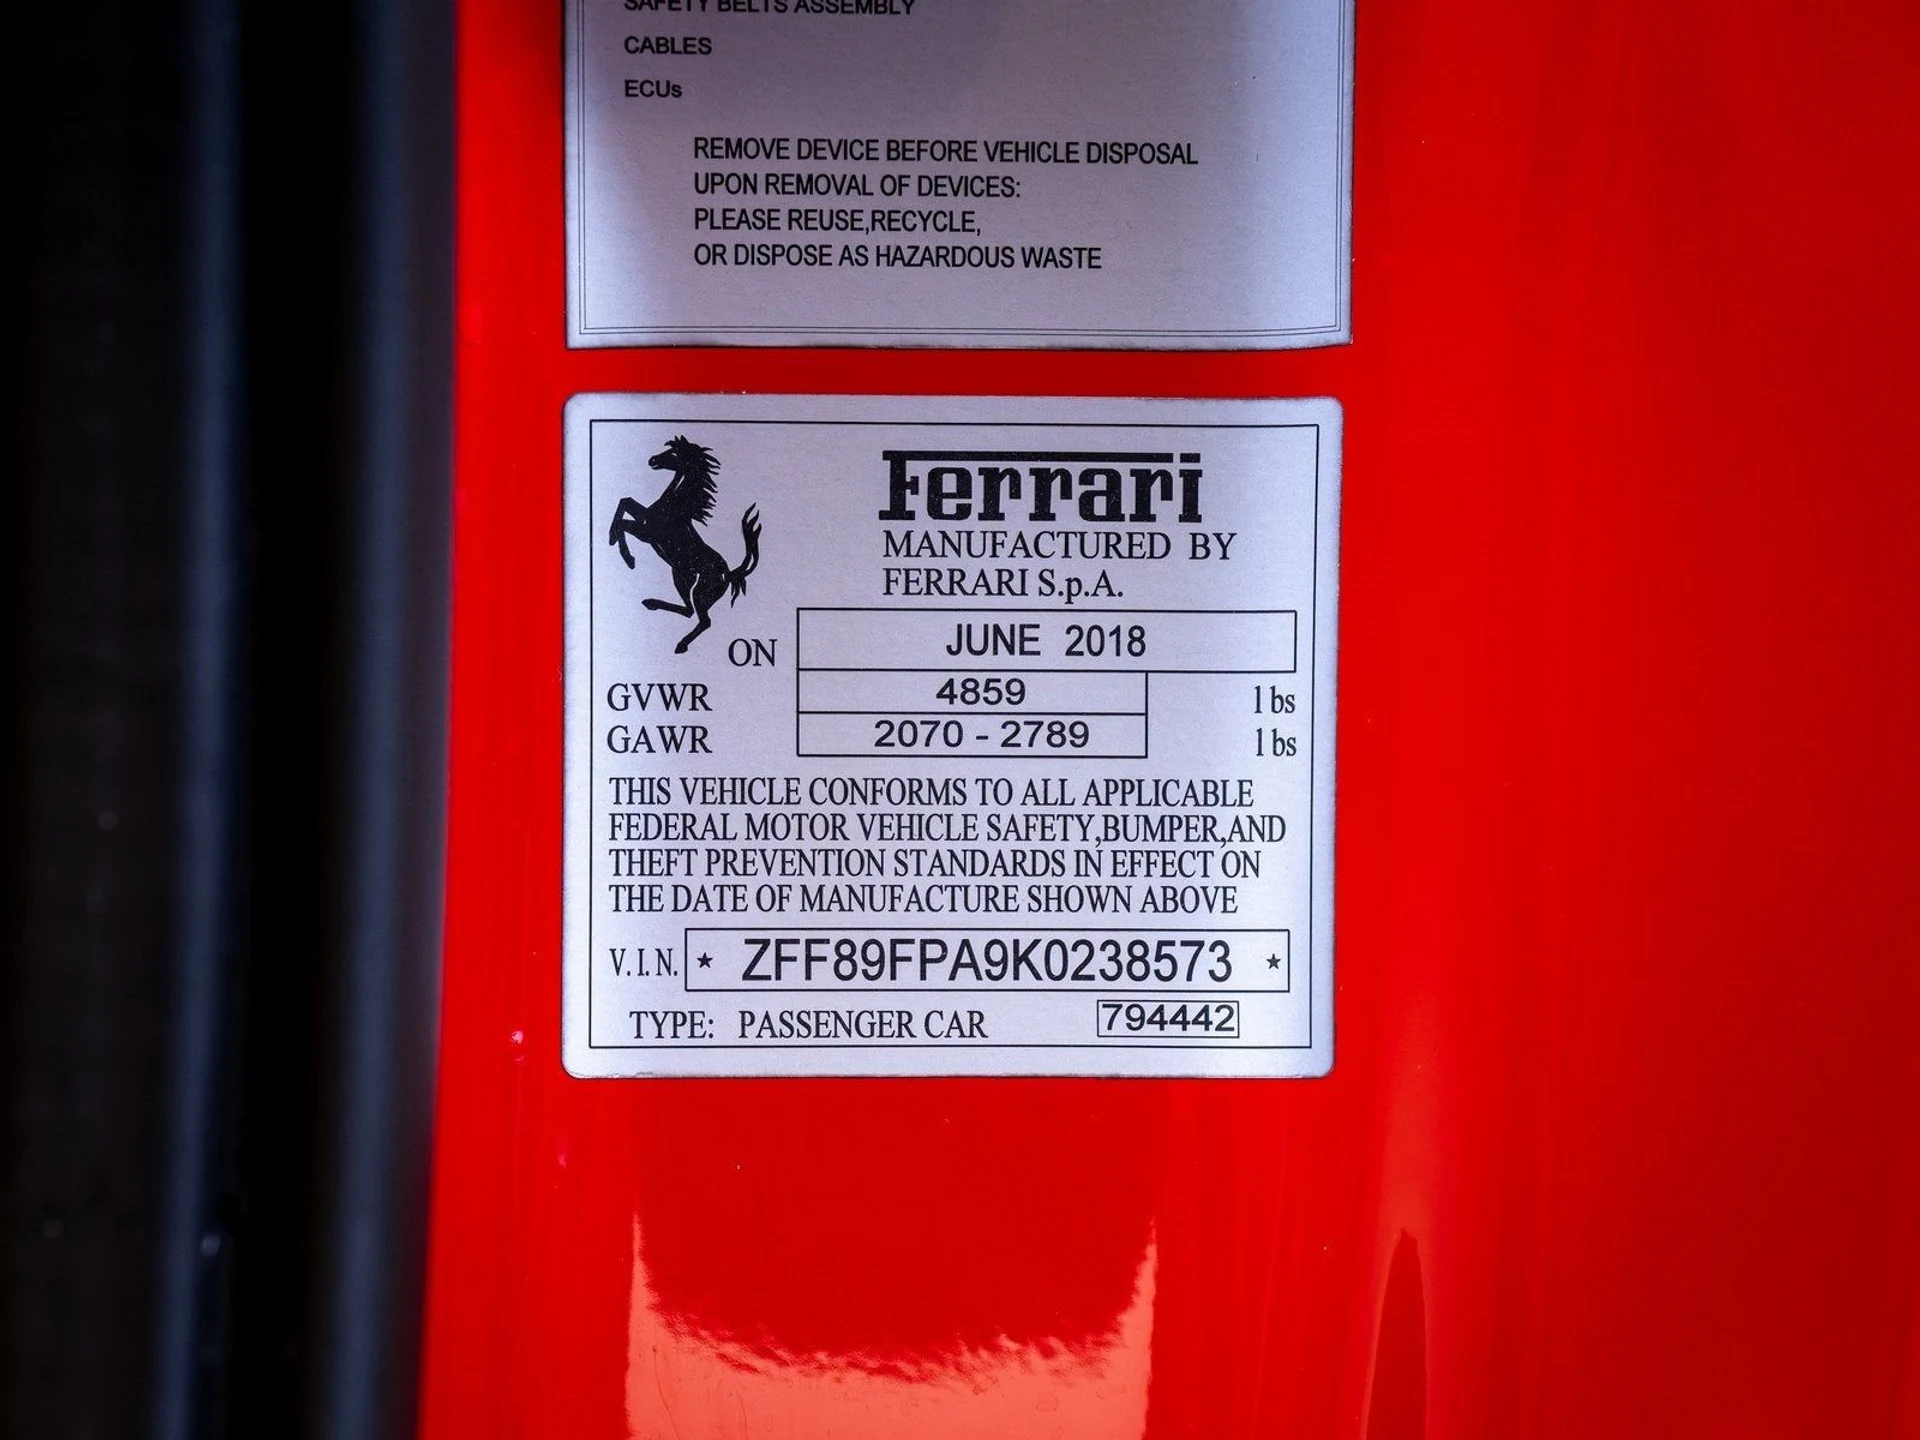 SAFETY BELTS ASSEMBLY
CABLES
ECUs
REMOVE DEVICE BEFORE VEHICLE DISPOSAL
UPON REMOVAL OF DEVICES:
PLEASE REUSE,RECYCLE,
OR DISPOSE AS HAZARDOUS WASTE
Ferrari
MANUFACTURED BY
FERRARI S.p.A.
ON JUNE 2018
GVWR 4859 lbs
GAWR 2070 - 2789 lbs
THIS VEHICLE CONFORMS TO ALL APPLICABLE
FEDERAL MOTOR VEHICLE SAFETY,BUMPER,AND
THEFT PREVENTION STANDARDS IN EFFECT ON
THE DATE OF MANUFACTURE SHOWN ABOVE
V.I.N. ★ ZFF89FPA9K0238573 ★
TYPE: PASSENGER CAR 794442